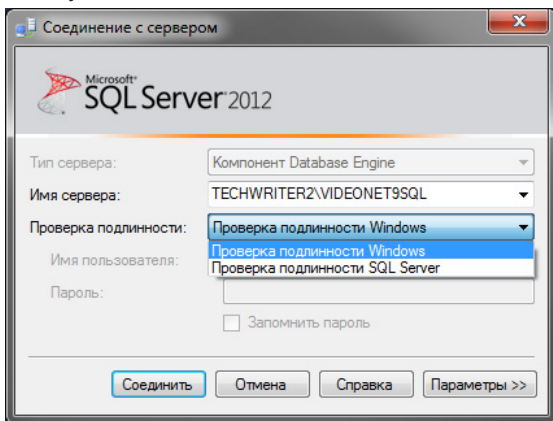 Соединение с сервером
Microsoft®
SQL Server® 2012
Тип сервера: Компонент Database Engine
Имя сервера: TECHWRITER2\VIDEONET9SQL
Проверка подлинности: Проверка подлинности Windows
Проверка подлинности Windows
Имя пользователя:
Проверка подлинности SQL Server
Пароль:
Запомнить пароль
Соединить Отмена Справка Параметры >>